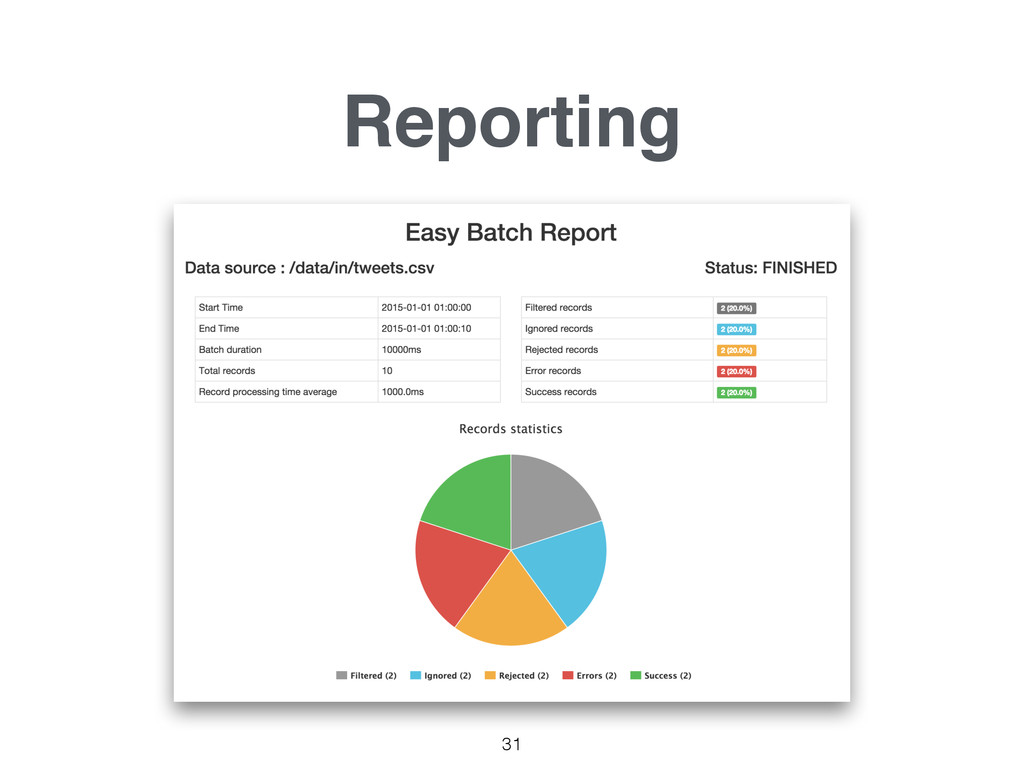 Reporting
Easy Batch Report
Data source : /data/in/tweets.csv
Status: FINISHED
Start Time 2015-01-01 01:00:00
End Time 2015-01-01 01:00:10
Batch duration 10000ms
Total records 10
Record processing time average 1000.0ms
Filtered records 2 (20.0%)
Ignored records 2 (20.0%)
Rejected records 2 (20.0%)
Error records 2 (20.0%)
Success records 2 (20.0%)
Records statistics
Filtered (2) Ignored (2) Rejected (2) Errors (2) Success (2)
31